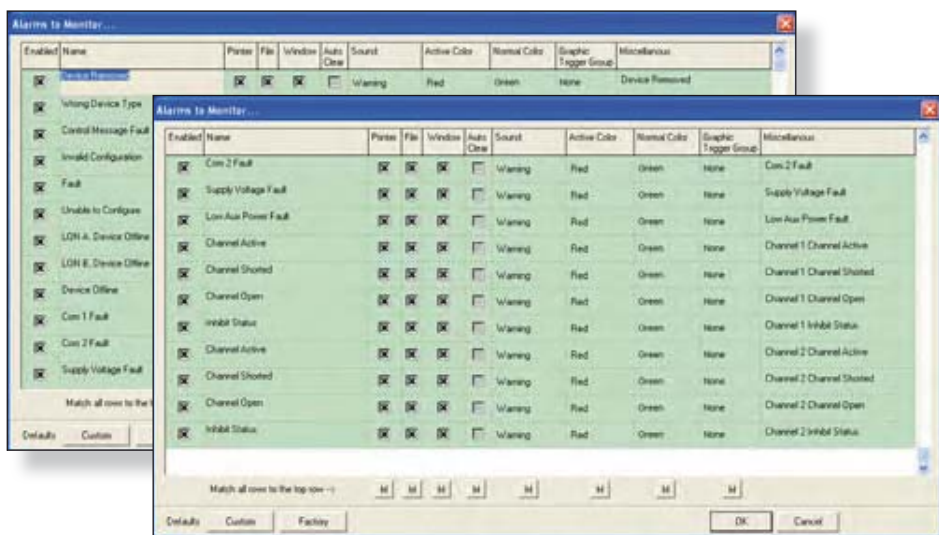 Alarms to Monitor...
Enabled Name Printer File Window Auto Clear Sound Active Color Normal Color Graphic Trigger Group Miscellaneous
Device Removed Warning Red Green None Device Removed
Wrong Device Type
Control Message Fault
Invalid Configuration
Fault
Unable to Configure
LON A. Device Offline
LON B. Device Offline
Device Offline
Com 1 Fault
Com 2 Fault
Supply Voltage Fault
Match all rows to the t
Defaults Custom
Alarms to Monitor...
Enabled Name Printer File Window Auto Clear Sound Active Color Normal Color Graphic Trigger Group Miscellaneous
Com 2 Fault Warning Red Green None Com 2 Fault
Supply Voltage Fault Warning Red Green None Supply Voltage Fault
Low Aux Power Fault Warning Red Green None Low Aux Power Fault
Channel Active Warning Red Green None Channel 1 Channel Active
Channel Shorted Warning Red Green None Channel 1 Channel Shorted
Channel Open Warning Red Green None Channel 1 Channel Open
Inhibit Status Warning Red Green None Channel 1 Inhibit Status
Channel Active Warning Red Green None Channel 2 Channel Active
Channel Shorted Warning Red Green None Channel 2 Channel Shorted
Channel Open Warning Red Green None Channel 2 Channel Open
Inhibit Status Warning Red Green None Channel 2 Inhibit Status
Match all rows to the top row --> M M M M M M M M
Defaults Custom Factory OK Cancel